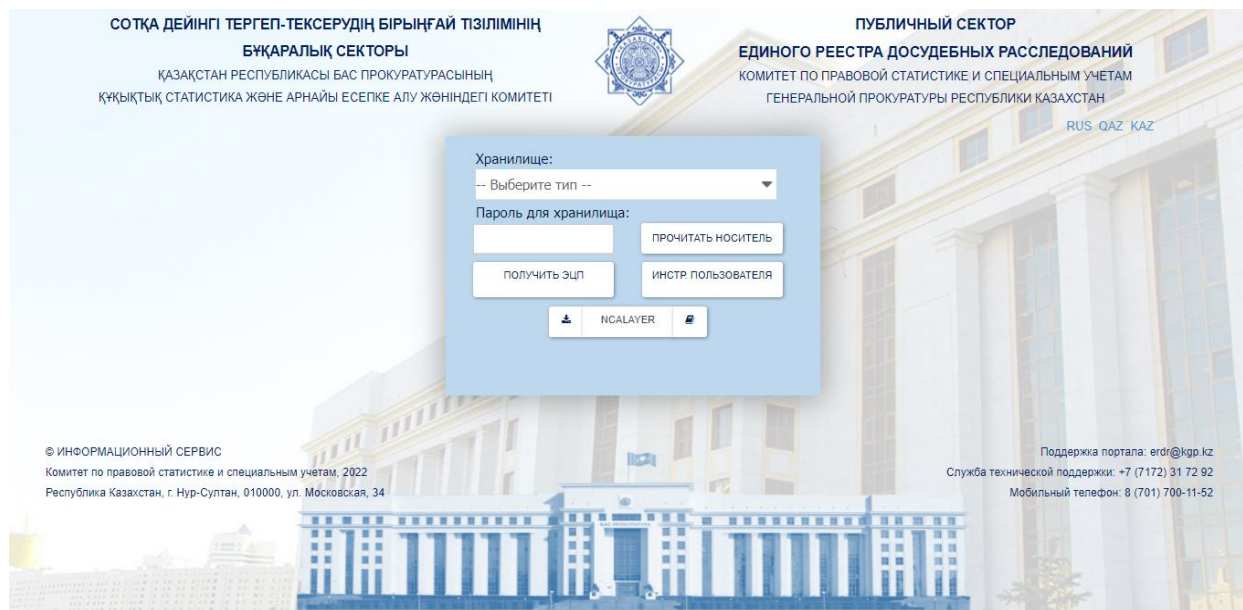 СОТҚА ДЕЙІНГІ ТЕРГЕП-ТЕКСЕРУДІҢ БІРЫҢҒАЙ ТІЗІЛІМІНІҢ
БҰҚАРАЛЫҚ СЕКТОРЫ
ҚАЗАҚСТАН РЕСПУБЛИКАСЫ БАС ПРОКУРАТУРАСЫНЫҢ
ҚҰҚЫҚТЫҚ СТАТИСТИКА ЖӘНЕ АРНАЙЫ ЕСЕПКЕ АЛУ ЖӨНІНДЕГІ КОМИТЕТІ
ПУБЛИЧНЫЙ СЕКТОР
ЕДИНОГО РЕЕСТРА ДОСУДЕБНЫХ РАССЛЕДОВАНИЙ
КОМИТЕТ ПО ПРАВОВОЙ СТАТИСТИКЕ И СПЕЦИАЛЬНЫМ УЧЕТАМ
ГЕНЕРАЛЬНОЙ ПРОКУРАТУРЫ РЕСПУБЛИКИ КАЗАХСТАН
RUS QAZ KAZ
Хранилище:
-- Выберите тип --
Пароль для хранилища:
ПРОЧИТАТЬ НОСИТЕЛЬ
ПОЛУЧИТЬ ЭЦП
ИНСТР. ПОЛЬЗОВАТЕЛЯ
NCALAYER
© ИНФОРМАЦИОННЫЙ СЕРВИС
Комитет по правовой статистике и специальным учетам, 2022
Республика Казахстан, г. Нур-Султан, 010000, ул. Московская, 34
Поддержка портала: erdr@kgp.kz
Служба технической поддержки: +7 (7172) 31 72 92
Мобильный телефон: 8 (701) 700-11-52
БАС ПРОКУРАТУРА